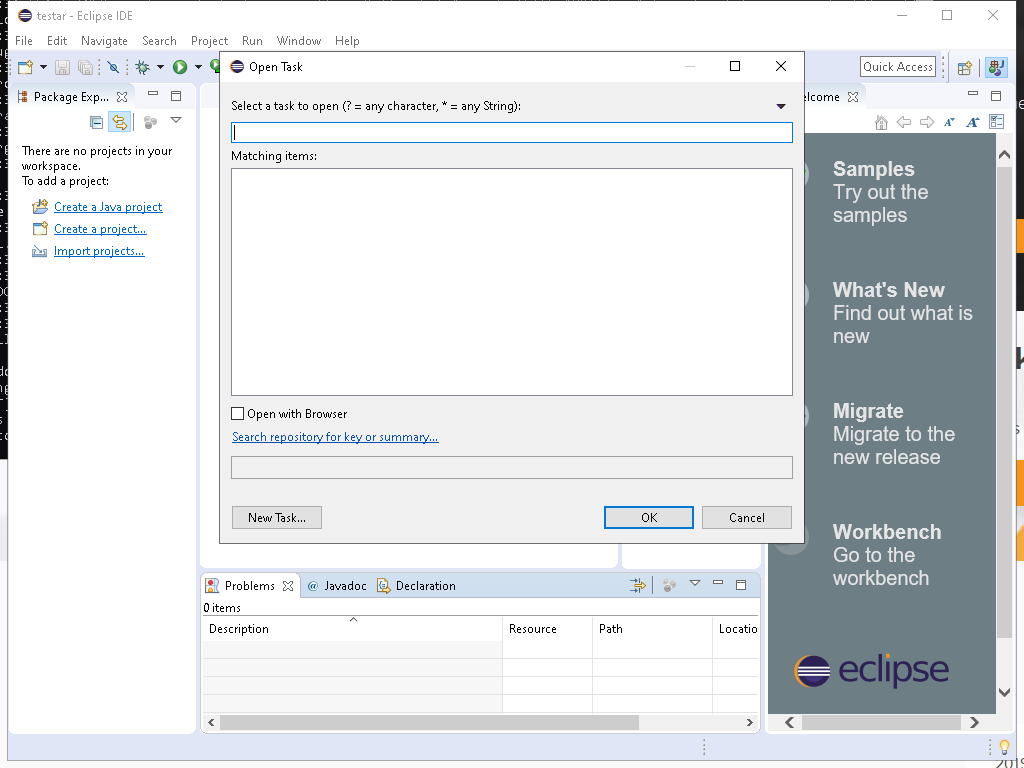 testar - Eclipse IDE
File Edit Navigate Search Project Run Window Help
Quick Access
Package Exp...
There are no projects in your
workspace.
To add a project:
Create a Java project
Create a project...
Import projects...
Open Task
Select a task to open (? = any character, * = any String):
Matching items:
Open with Browser
Search repository for key or summary...
New Task...
OK
Cancel
elcome
Samples
Try out the
samples
What's New
Find out what is
new
Migrate
Migrate to the
new release
Workbench
Go to the
workbench
eclipse
Problems
@ Javadoc
Declaration
0 items
Description Resource Path Locatio